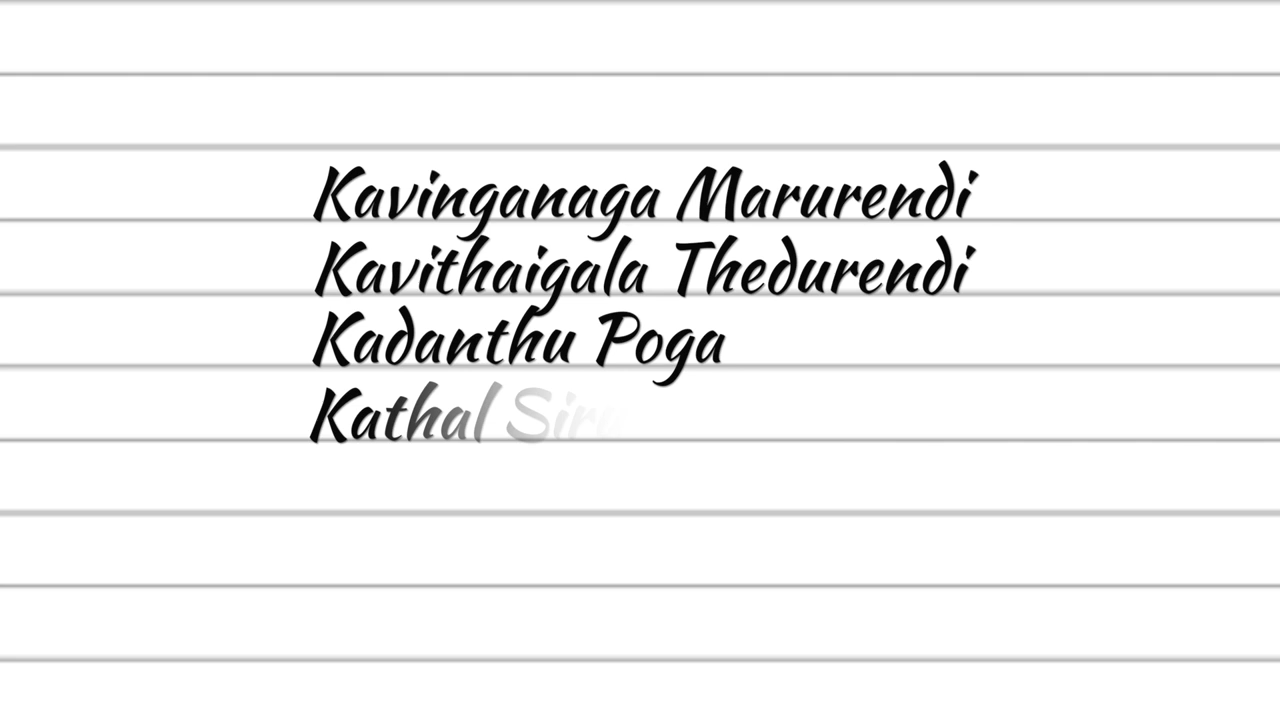 Kavinganaga Marurendi
Kavithaigala Thedurendi
Kadanthu Poga
Kathal